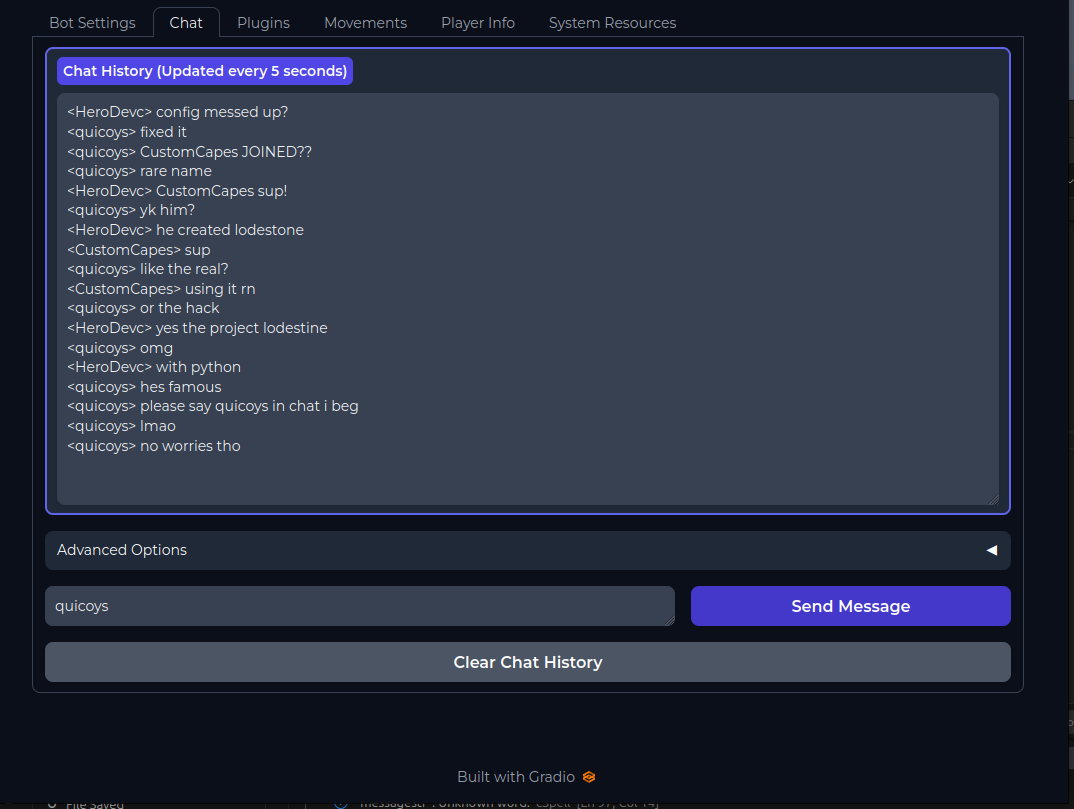 Bot Settings
Chat
Plugins
Movements
Player Info
System Resources
Chat History (Updated every 5 seconds)
<HeroDevc> config messed up?
<quicoys> fixed it
<quicoys> CustomCapes JOINED??
<quicoys> rare name
<HeroDevc> CustomCapes sup!
<quicoys> yk him?
<HeroDevc> he created lodestone
<CustomCapes> sup
<quicoys> like the real?
<CustomCapes> using it rn
<quicoys> or the hack
<HeroDevc> yes the project lodestine
<quicoys> omg
<HeroDevc> with python
<quicoys> hes famous
<quicoys> please say quicoys in chat i beg
<quicoys> lmao
<quicoys> no worries tho
Advanced Options
quicoys
Send Message
Clear Chat History
Built with Gradio
File Saved
Unknown word. cSpell [Ln 97, Col 14]